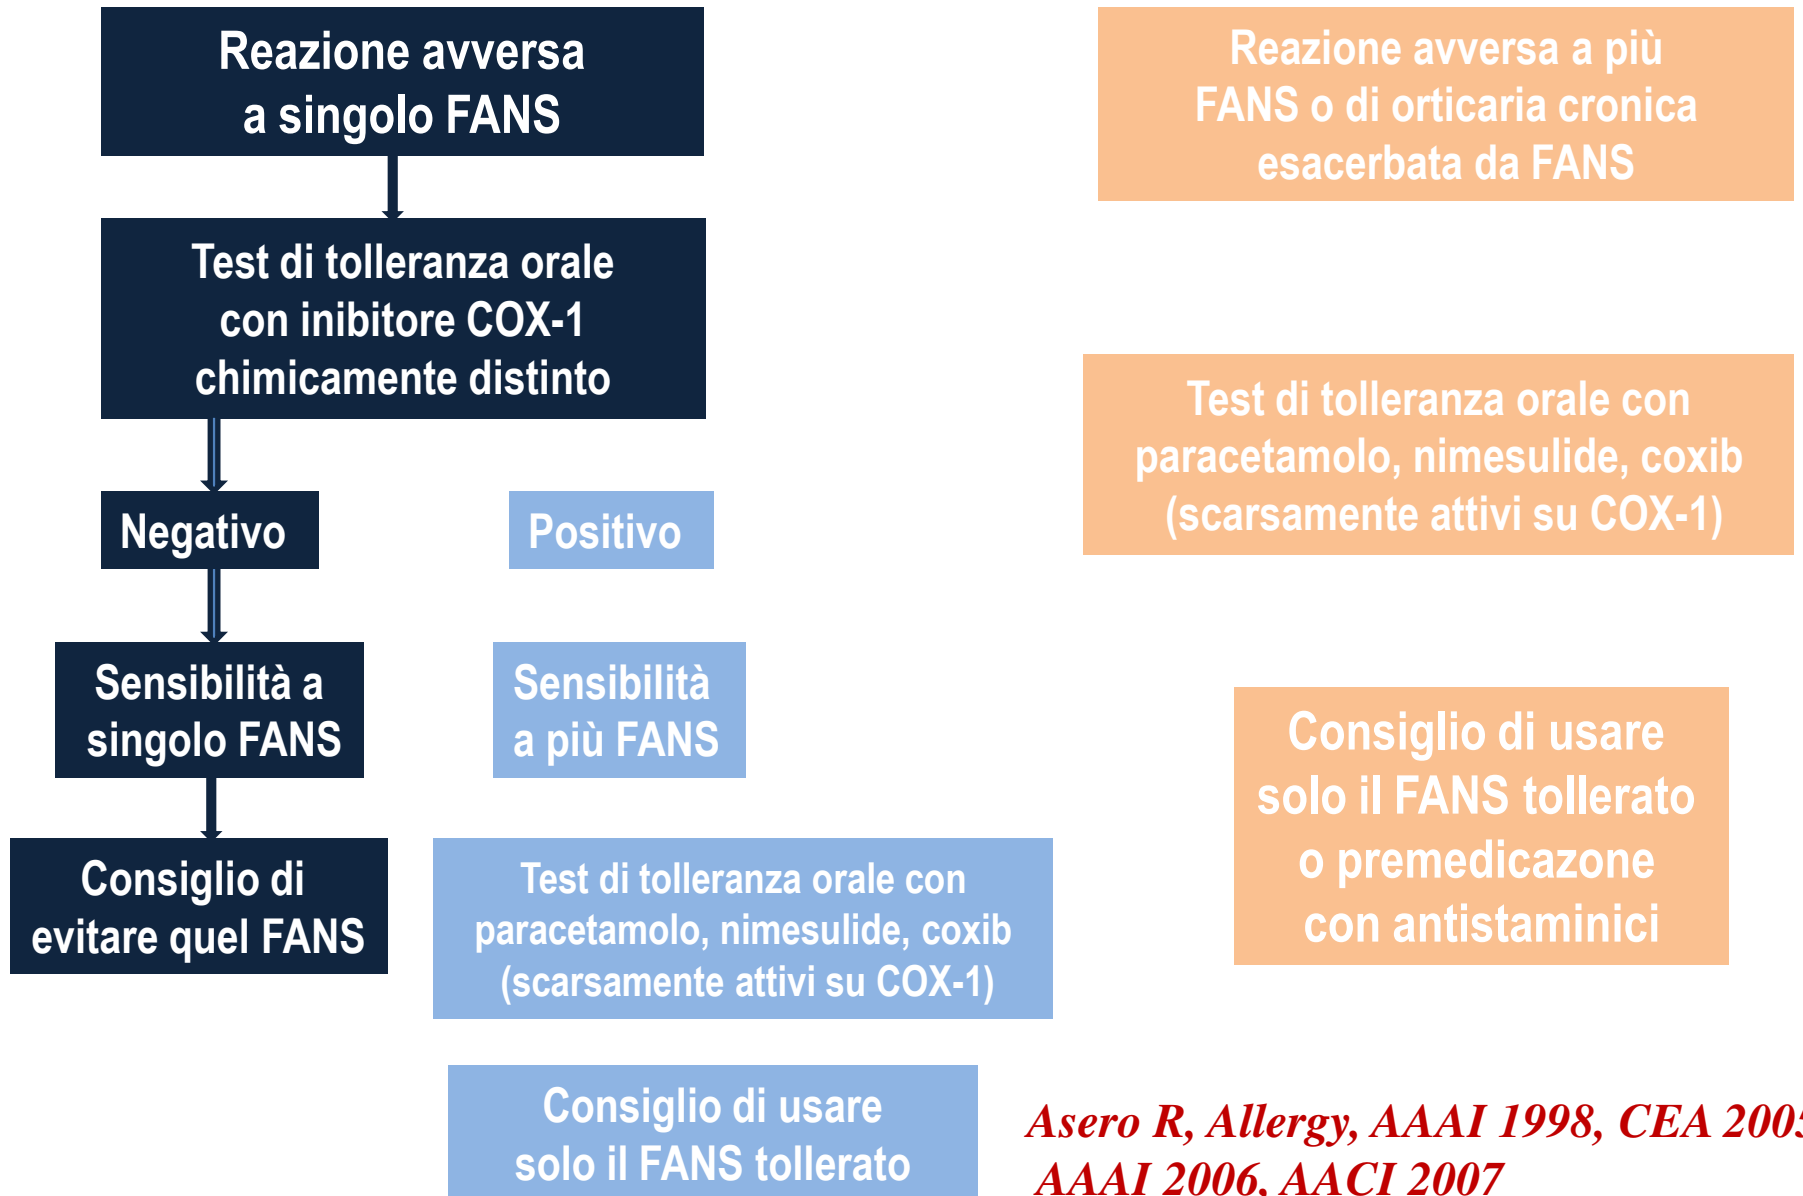 Reazione avversa
a singolo FANS
Test di tolleranza orale
con inibitore COX-1
chimicamente distinto
Negativo
Sensibilità a
singolo FANS
Consiglio di
evitare quel FANS
Positivo
Sensibilità
a più FANS
Test di tolleranza orale con
paracetamolo, nimesulide, coxib
(scarsamente attivi su COX-1)
Consiglio di usare
solo il FANS tollerato
Reazione avversa a più
FANS o di orticaria cronica
esacerbata da FANS
Test di tolleranza orale con
paracetamolo, nimesulide, coxib
(scarsamente attivi su COX-1)
Consiglio di usare
solo il FANS tollerato
o premedicazone
con antistaminici
Asero R, Allergy, AAAI 1998, CEA 2005
AAAI 2006, AACI 2007